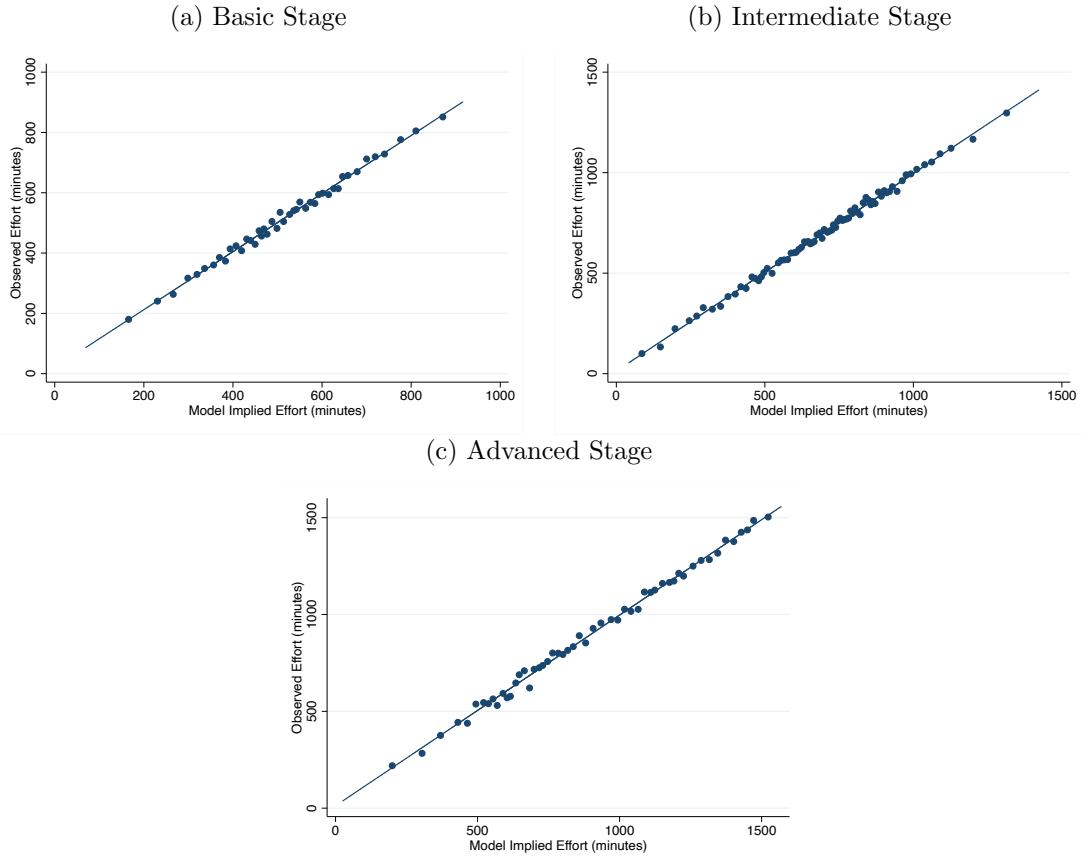 (a) Basic Stage
Observed Effort (minutes)
0
200
400
600
800
1000
0 200 400 600 800 1000
Model Implied Effort (minutes)
(b) Intermediate Stage
Observed Effort (minutes)
0
500
1000
1500
0 500 1000 1500
Model Implied Effort (minutes)
(c) Advanced Stage
Observed Effort (minutes)
0
500
1000
1500
0 500 1000 1500
Model Implied Effort (minutes)